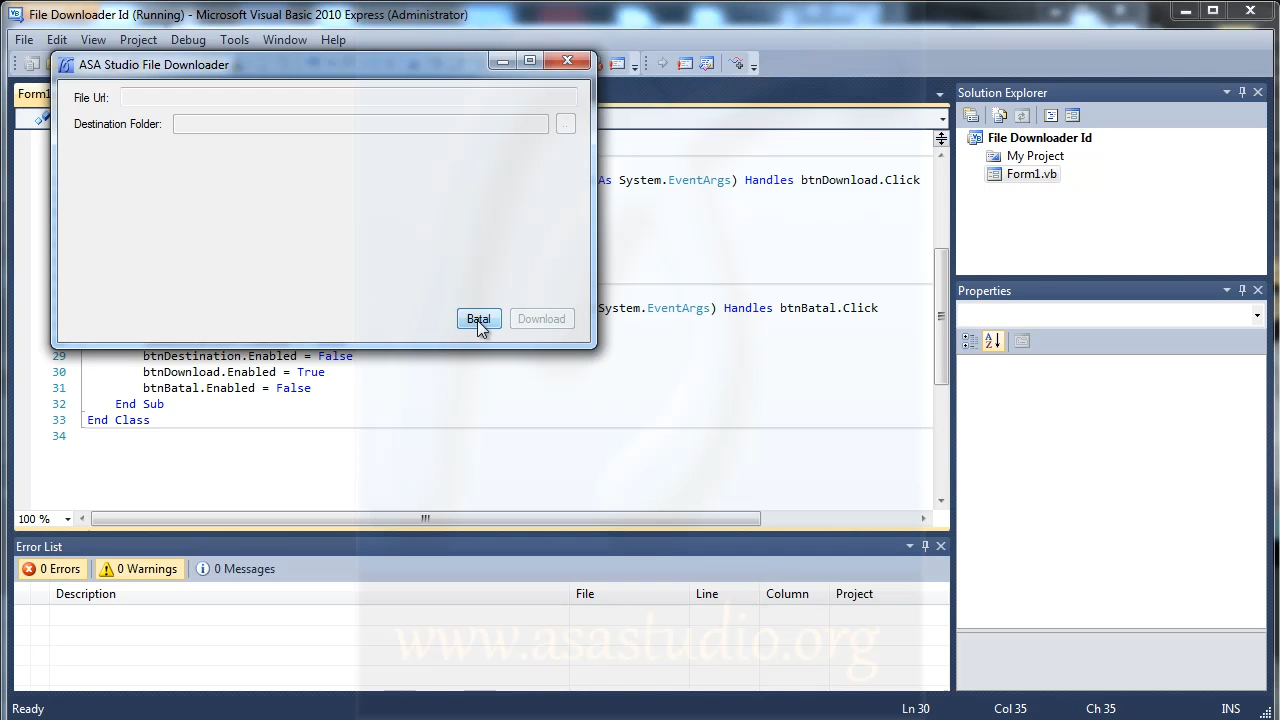 File Downloader Id (Running) - Microsoft Visual Basic 2010 Express (Administrator)
File Edit View Project Debug Tools Window Help
ASA Studio File Downloader
File Url:
Destination Folder:
..
Batal
Download
Form1
As System.EventArgs) Handles btnDownload.Click
System.EventArgs) Handles btnBatal.Click
29 btnDestination.Enabled = False
30 btnDownload.Enabled = True
31 btnBatal.Enabled = False
32 End Sub
33 End Class
34
100 %
Solution Explorer
File Downloader Id
My Project
Form1.vb
Properties
Error List
0 Errors 0 Warnings 0 Messages
Description File Line Column Project
www.asastudio.org
Ready Ln 30 Col 35 Ch 35 INS